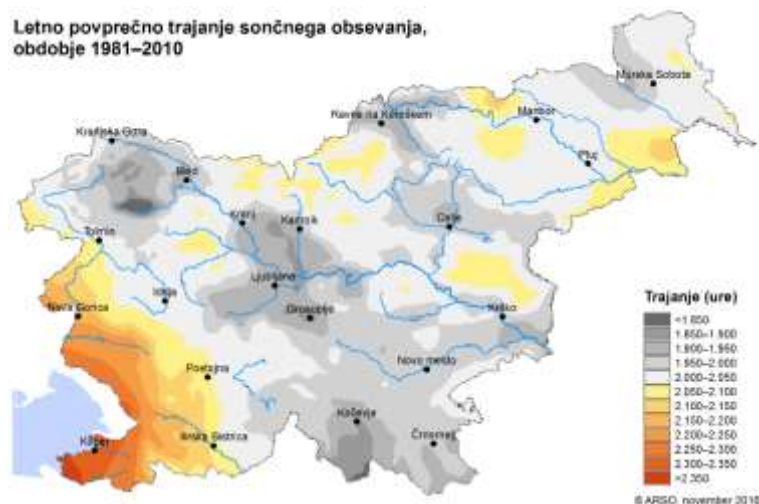 Letno povprečno trajanje sončnega obsevanja,
obdobje 1981–2010
Murska Sobota
Ravne na Koroškem
Maribor
Kranjska Gora
Ptuj
Bled
Kranj
Kamnik
Celje
Tolmin
Ljubljana
Idrija
Nova Gorica
Grosuplje
Krško
Postojna
Novo mesto
Kočevje
Črnomelj
Koper
Ilirska Bistrica
Trajanje (ure)
<1.850
1.850–1.900
1.900–1.950
1.950–2.000
2.000–2.050
2.050–2.100
2.100–2.150
2.150–2.200
2.200–2.250
2.250–2.300
2.300–2.350
>2.350
© ARSO, november 2010